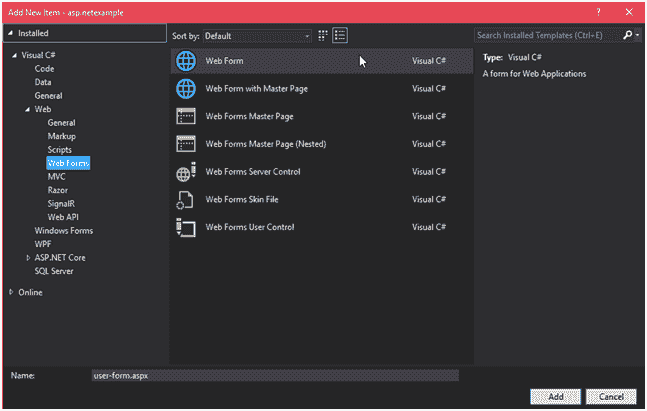 Add New Item - asp.netexample
? ×
Installed
Sort by: Default
Search Installed Templates (Ctrl+E)
Visual C#
Code
Data
General
Web
General
Markup
Scripts
Web Forms
MVC
Razor
SignalR
Web API
Windows Forms
WPF
ASP.NET Core
SQL Server
Online
Web Form Visual C#
Web Form with Master Page Visual C#
Web Forms Master Page Visual C#
Web Forms Master Page (Nested) Visual C#
Web Forms Server Control Visual C#
Web Forms Skin File Visual C#
Web Forms User Control Visual C#
Type: Visual C#
A form for Web Applications
Name: user-form.aspx
Add Cancel